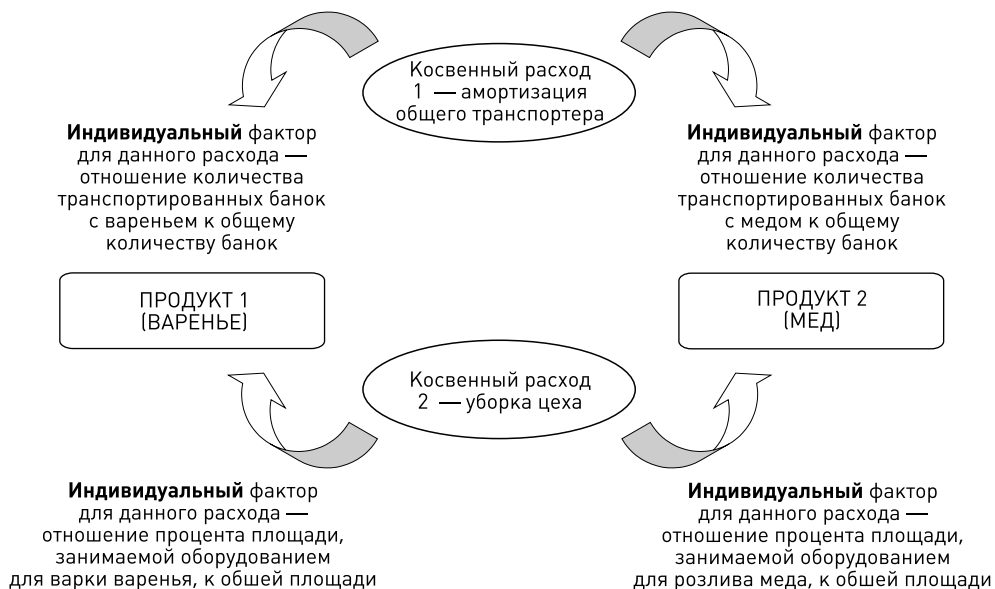 Косвенный расход
1 — амортизация
общего транспортера
Индивидуальный фактор
для данного расхода —
отношение количества
транспортированных банок
с вареньем к общему
количеству банок
Индивидуальный фактор
для данного расхода —
отношение количества
транспортированных банок
с медом к общему
количеству банок
ПРОДУКТ 1
(ВАРЕНЬЕ)
ПРОДУКТ 2
(МЕД)
Косвенный расход
2 — уборка цеха
Индивидуальный фактор
для данного расхода —
отношение процента площади,
занимаемой оборудованием
для варки варенья, к обшей площади
Индивидуальный фактор
для данного расхода —
отношение процента площади,
занимаемой оборудованием
для розлива меда, к обшей площади